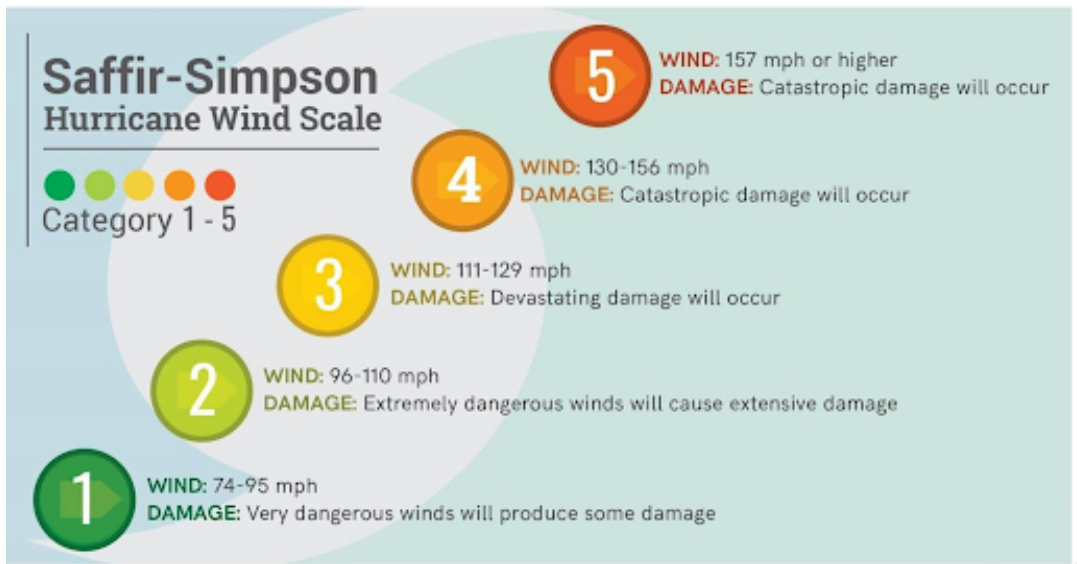 Saffir-Simpson
Hurricane Wind Scale
Category 1 - 5
5
WIND: 157 mph or higher
DAMAGE: Catastropic damage will occur
4
WIND: 130-156 mph
DAMAGE: Catastropic damage will occur
3
WIND: 111-129 mph
DAMAGE: Devastating damage will occur
2
WIND: 96-110 mph
DAMAGE: Extremely dangerous winds will cause extensive damage
1
WIND: 74-95 mph
DAMAGE: Very dangerous winds will produce some damage